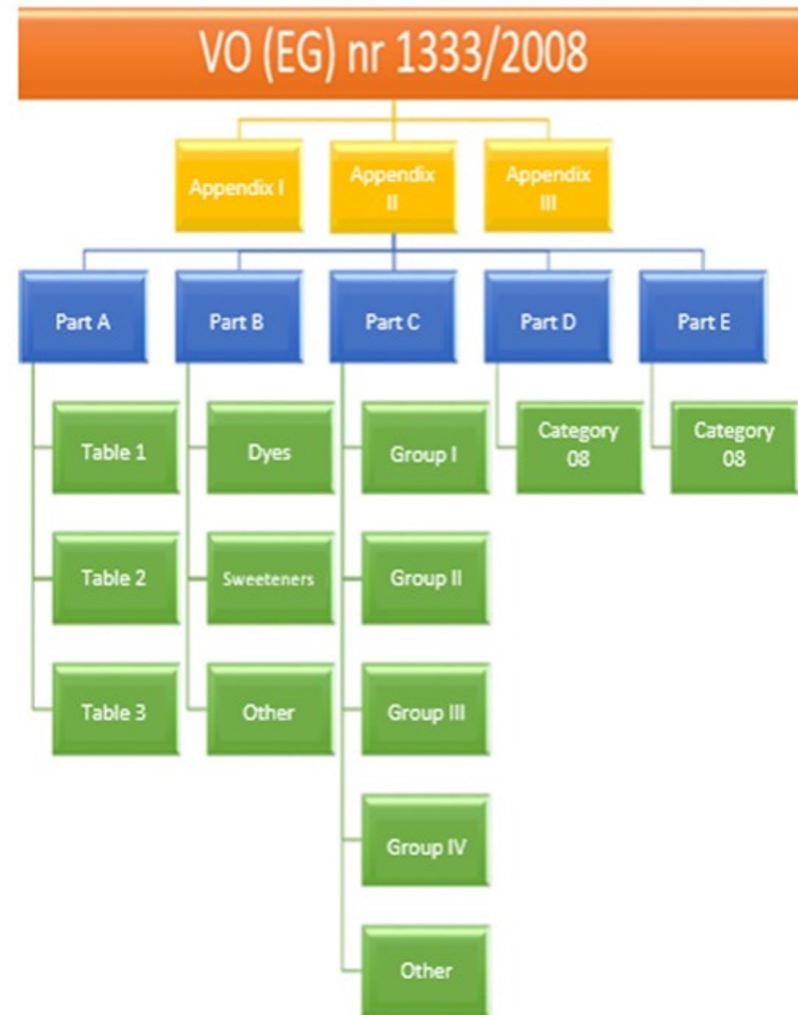 VO (EG) nr 1333/2008
Appendix I
Appendix
II
Appendix
III
Part A
Part B
Part C
Part D
Part E
Table 1
Dyes
Group I
Category
08
Category
08
Table 2
Sweeteners
Group II
Table 3
Other
Group III
Group IV
Other